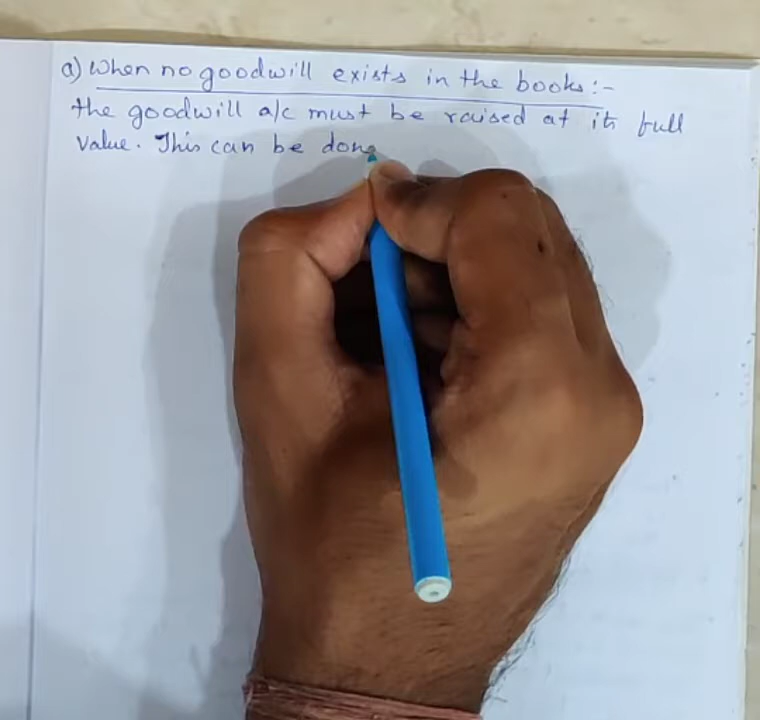 a) When no goodwill exists in the books:-
the goodwill a/c must be raised at its full
value. This can be done